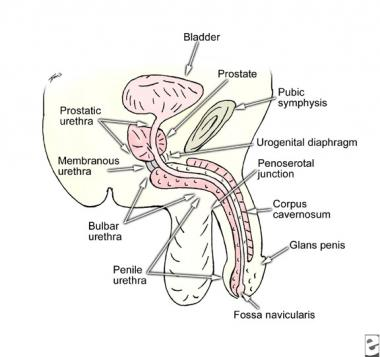 Bladder
Prostate
Pubic
symphysis
Prostatic
urethra
Urogenital diaphragm
Membranous
urethra
Penoserotal
junction
Corpus
cavernosum
Bulbar
urethra
Glans penis
Penile
urethra
Fossa navicularis
e